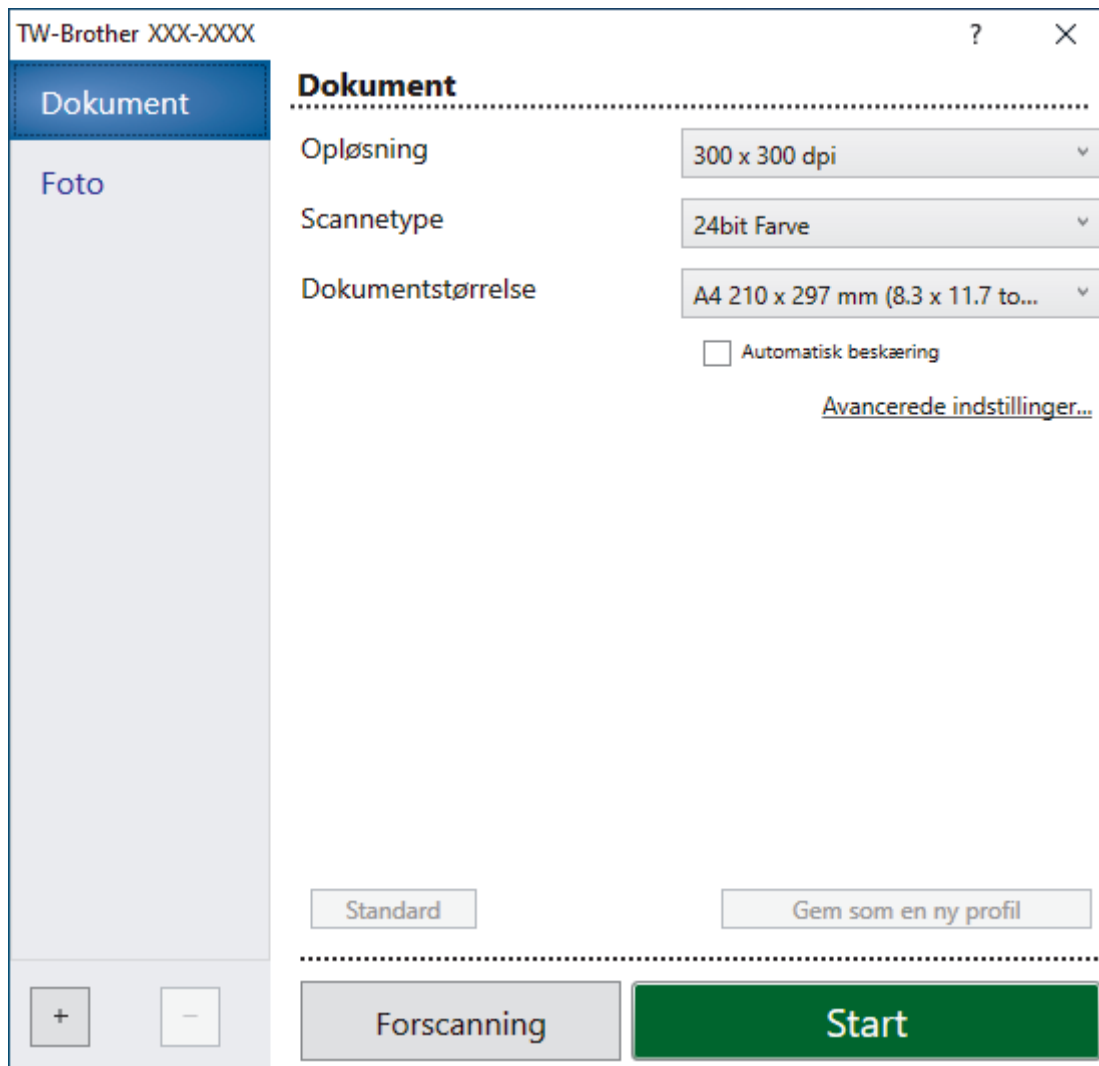 TW-Brother XXX-XXXX
?
Dokument
Foto
Dokument
Opløsning
300 x 300 dpi
Scannetype
24bit Farve
Dokumentstørrelse
A4 210 x 297 mm (8.3 x 11.7 to...
Automatisk beskæring
Avancerede indstillinger...
Standard
Gem som en ny profil
+
−
Forscanning
Start